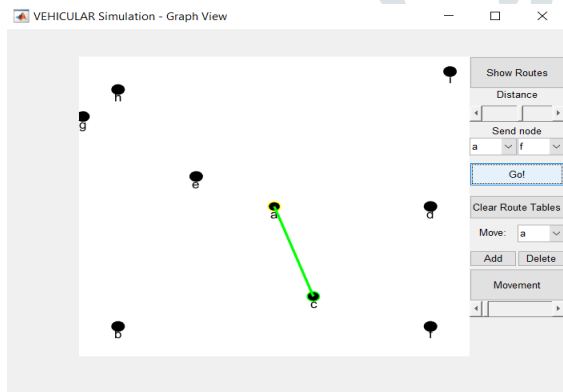 VEHICULAR Simulation - Graph View
h
g
e
a
d
c
b
Show Routes
Distance
Send node
a f
Go!
Clear Route Tables
Move: a
Add Delete
Movement